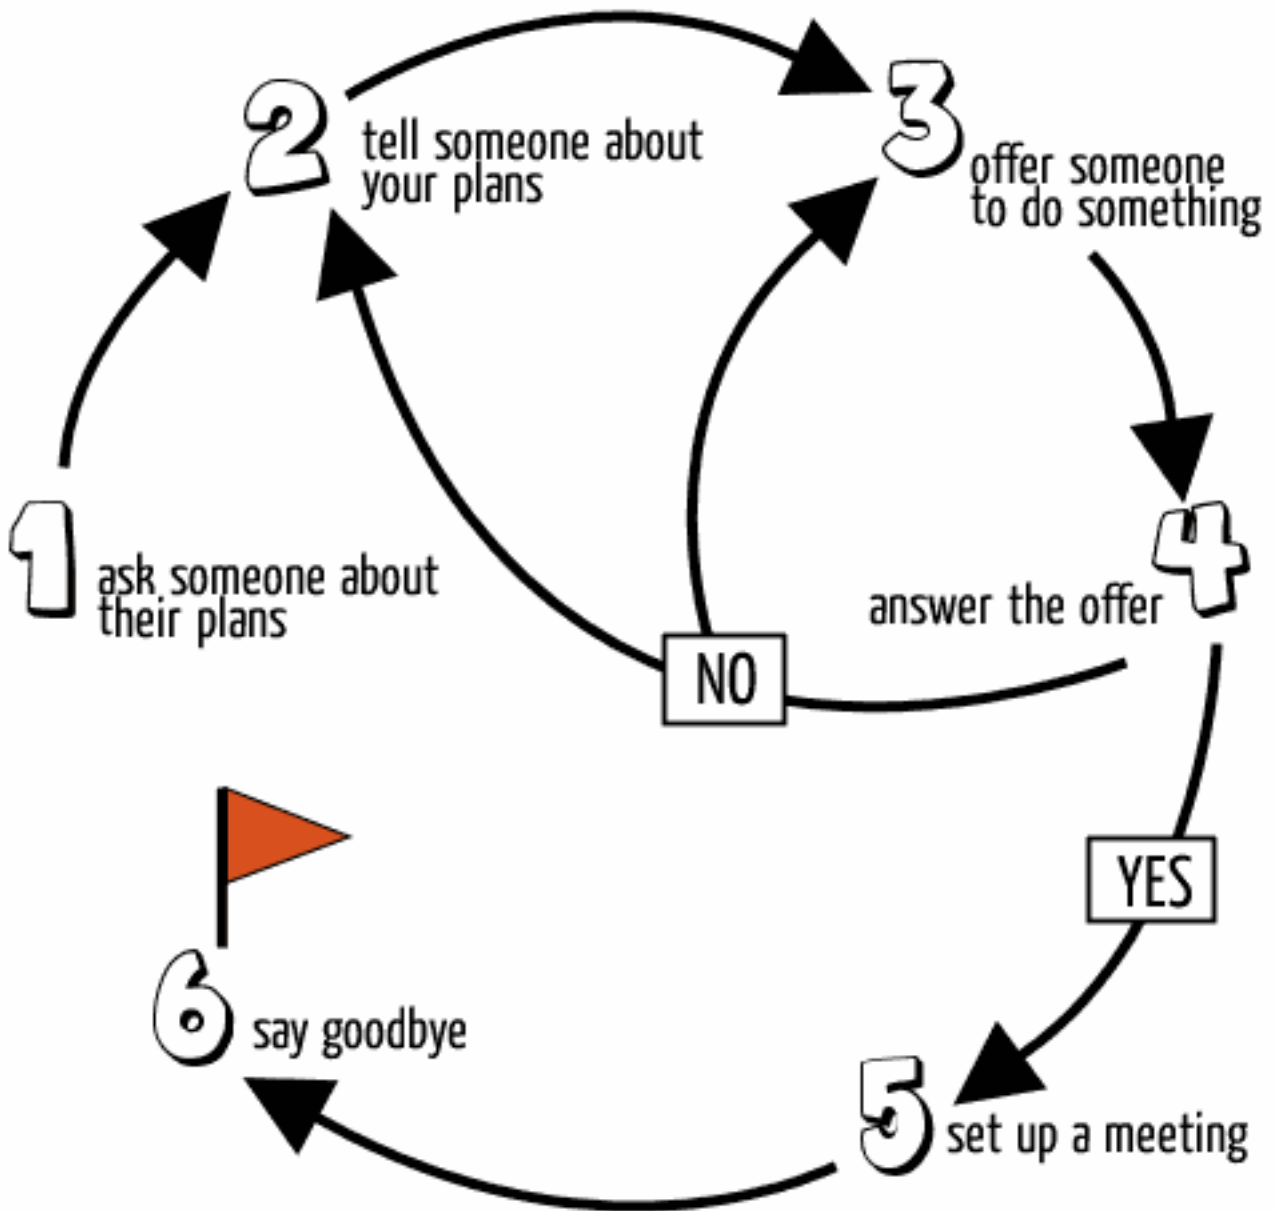 1
ask someone about
their plans
2
tell someone about
your plans
3
offer someone
to do something
4
answer the offer
NO
YES
5
set up a meeting
6
say goodbye